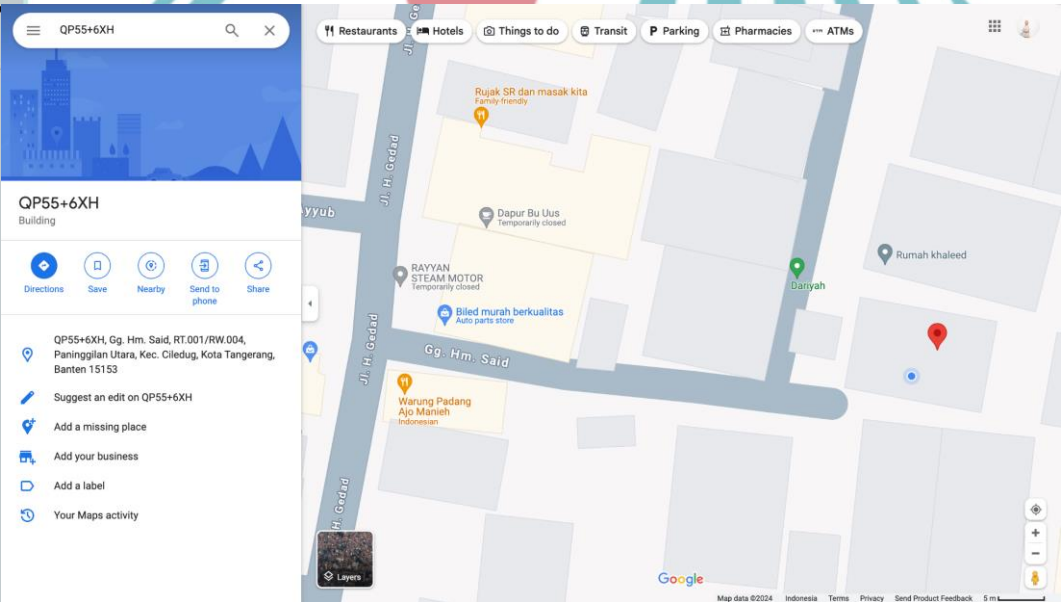 QP55+6XH
Restaurants
Hotels
Things to do
Transit
Parking
Pharmacies
ATMs
QP55+6XH
Building
Directions
Save
Nearby
Send to
phone
Share
QP55+6XH, Gg. Hm. Said, RT.001/RW.004,
Paninggilan Utara, Kec. Ciledug, Kota Tangerang,
Banten 15153
Suggest an edit on QP55+6XH
Add a missing place
Add your business
Add a label
Your Maps activity
Rujak SR dan masak kita
Family-friendly
Jl. H. Gedad
Ayyub
Dapur Bu Uus
Temporarily closed
RAYYAN
STEAM MOTOR
Temporarily closed
Biled murah berkualitas
Auto parts store
Rumah khaleed
Dariyah
Jl. H. Gedad
Gg. Hm. Said
Warung Padang
Ajo Manieh
Indonesian
H. Gedad
Layers
Google
Map data ©2024 Indonesia Terms Privacy Send Product Feedback 5 m